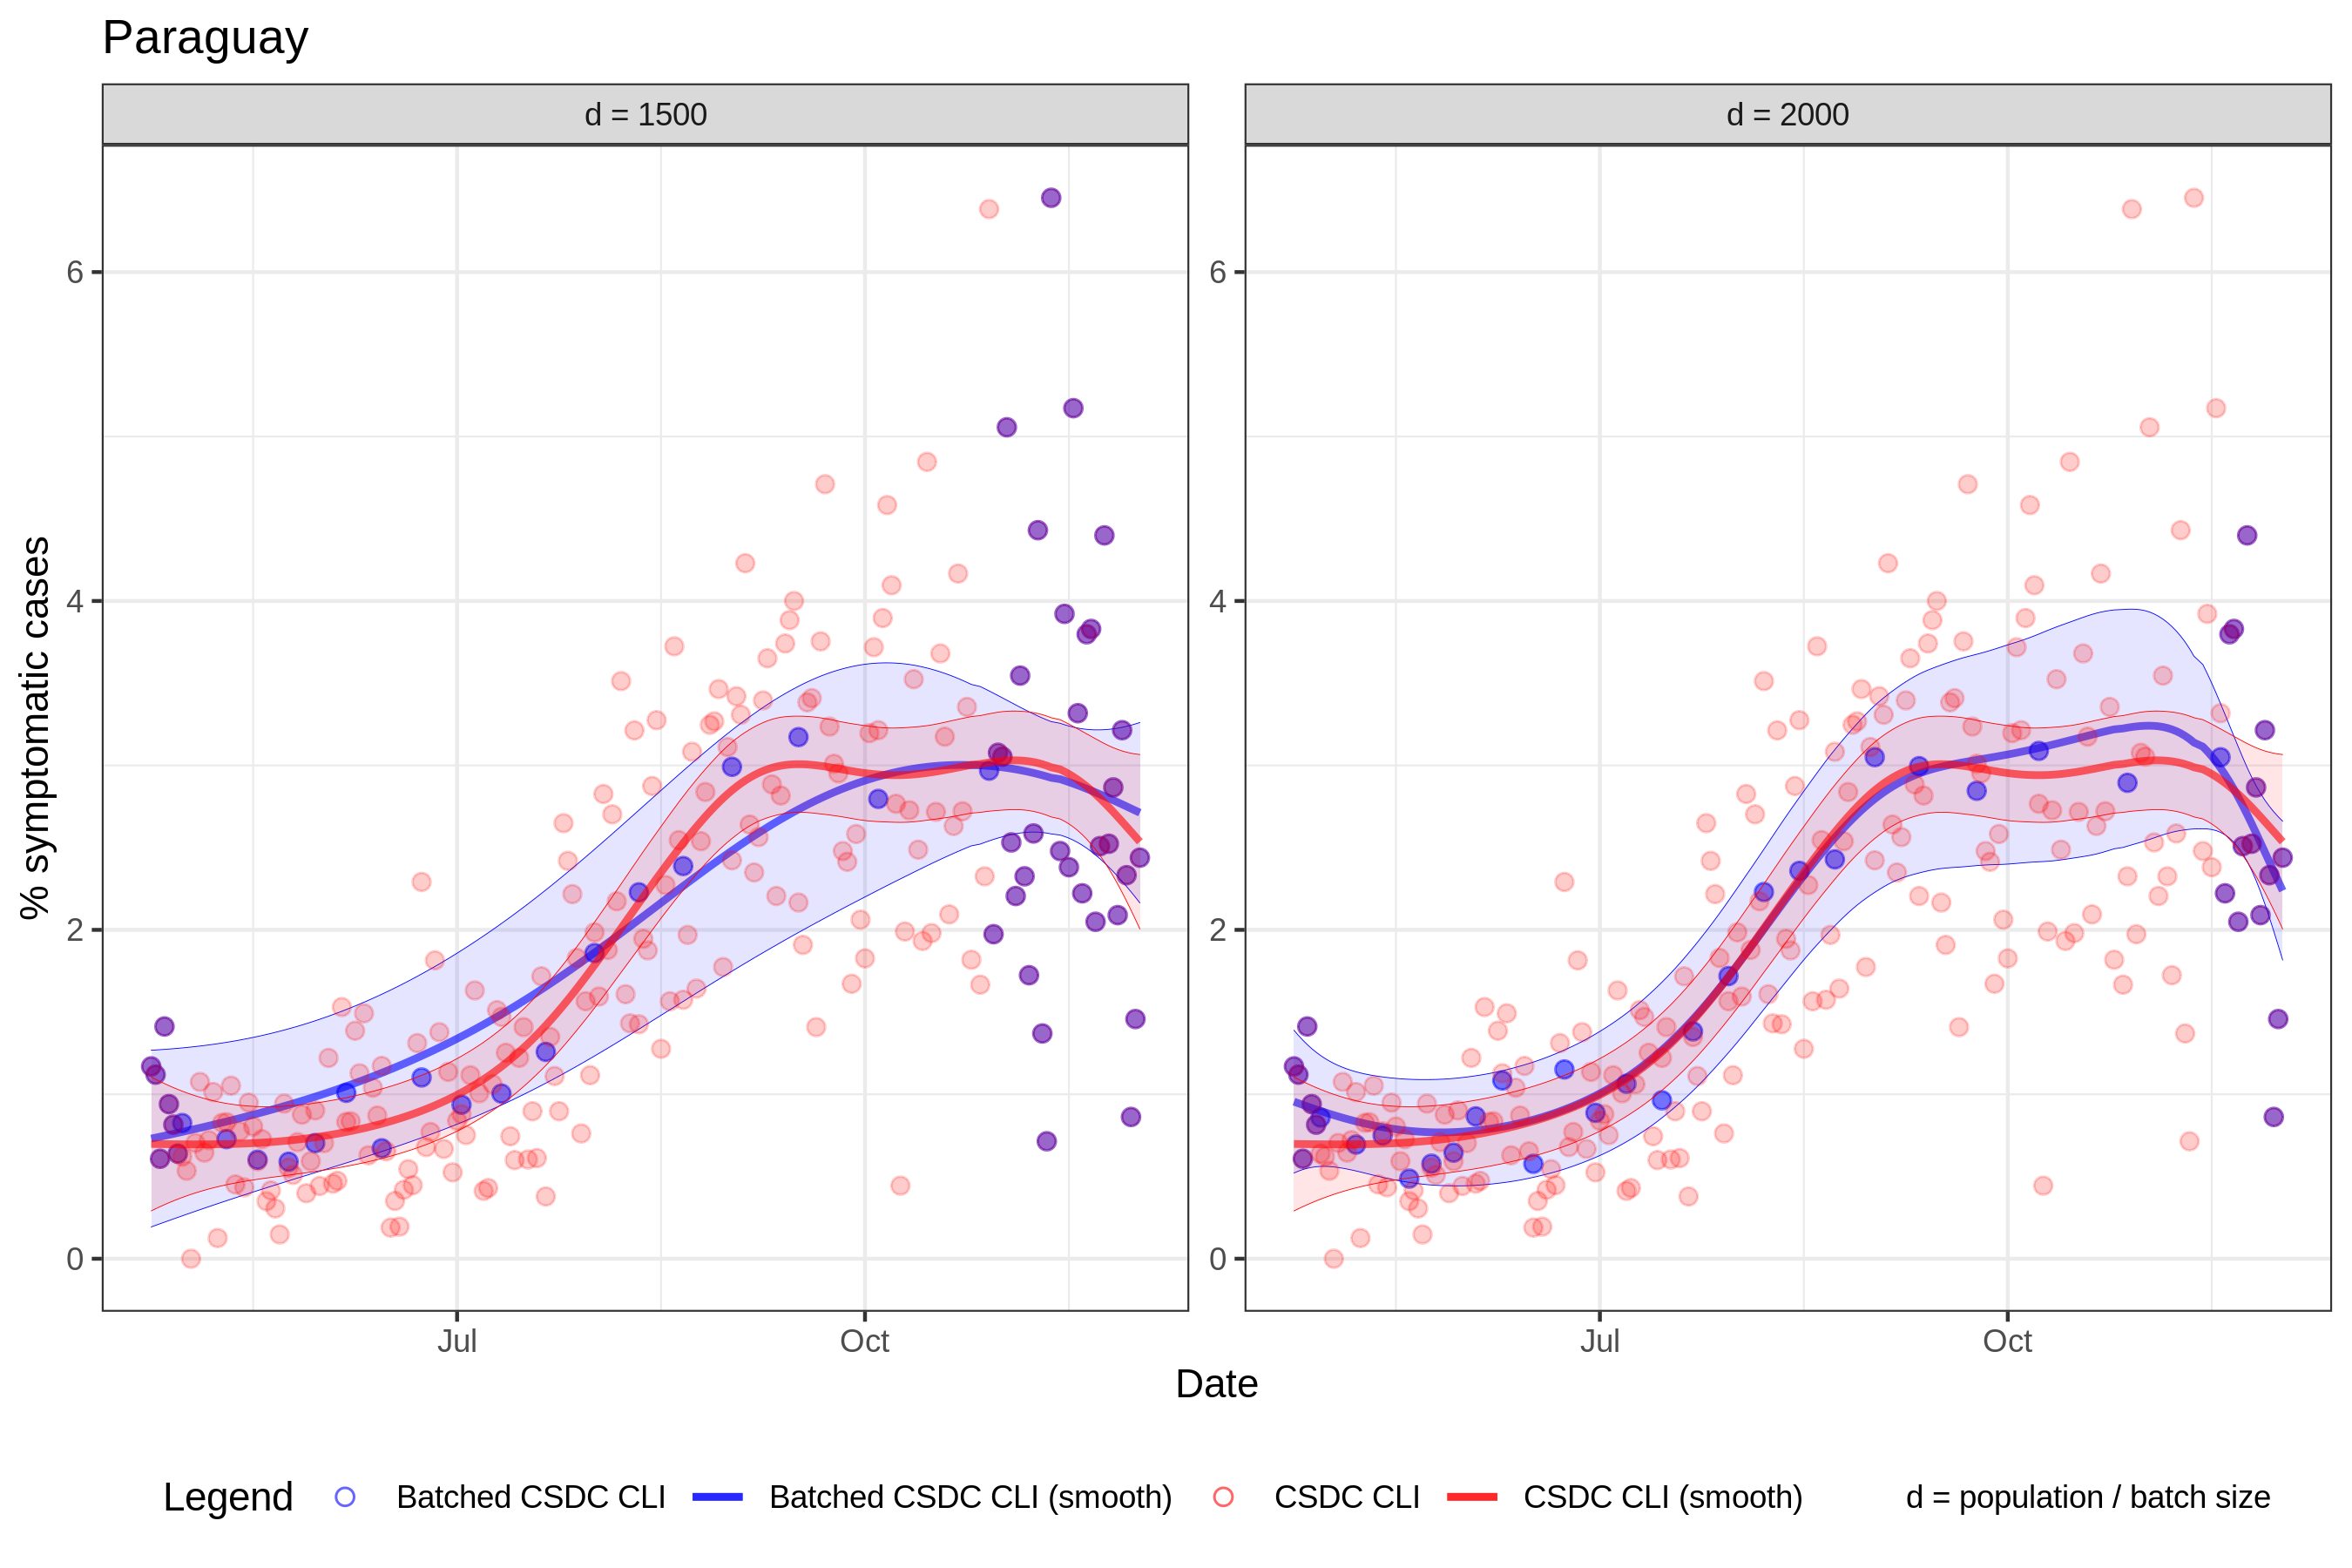 Paraguay
d = 1500
d = 2000
% symptomatic cases
6
4
2
0
6
4
2
0
Jul
Oct
Jul
Oct
Date
Legend
Batched CSDC CLI
Batched CSDC CLI (smooth)
CSDC CLI
CSDC CLI (smooth)
d = population / batch size